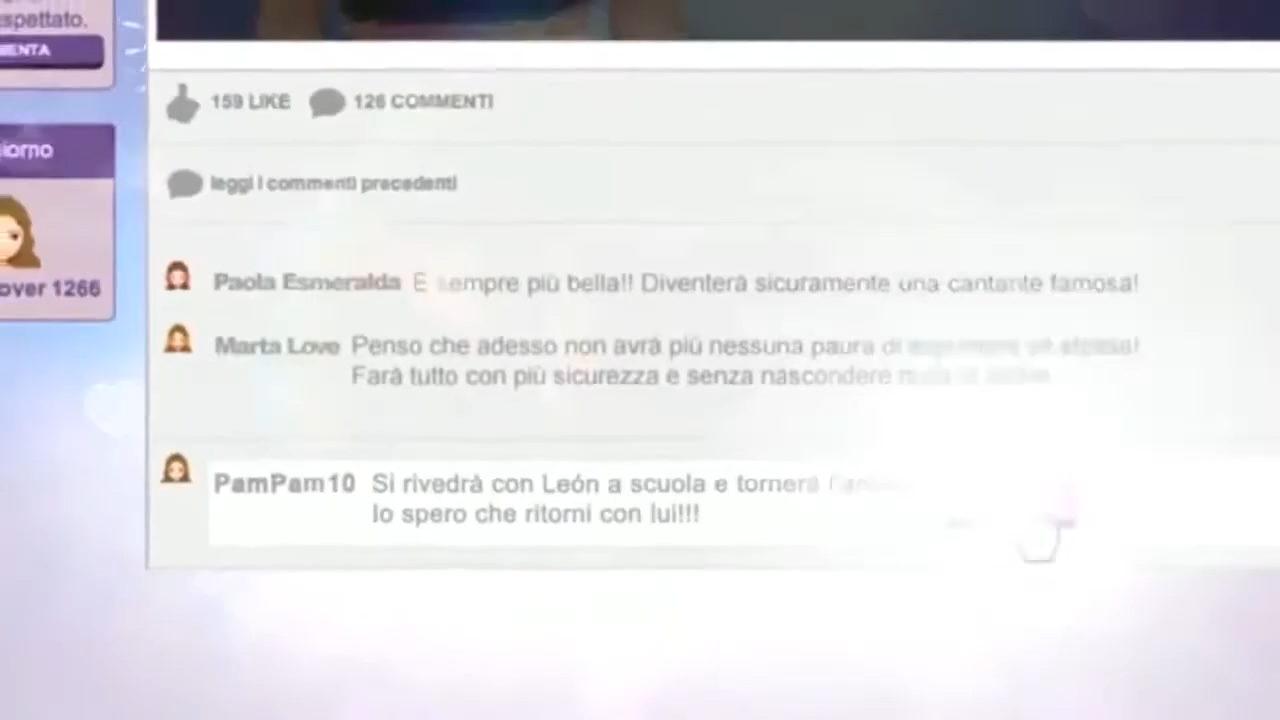 spettato.
ENTA
iorno
over 1266
159 LIKE 126 COMMENTI
leggi i commenti precedenti
Paola Esmeralda E sempre più bella!! Diventerà sicuramente una cantante famosa!
Marta Love Penso che adesso non avrà più nessuna paura di
Farà tutto con più sicurezza e senza nascondere
PamPam10 Si rivedrà con León a scuola e tornerà
Io spero che ritorni con lui!!!